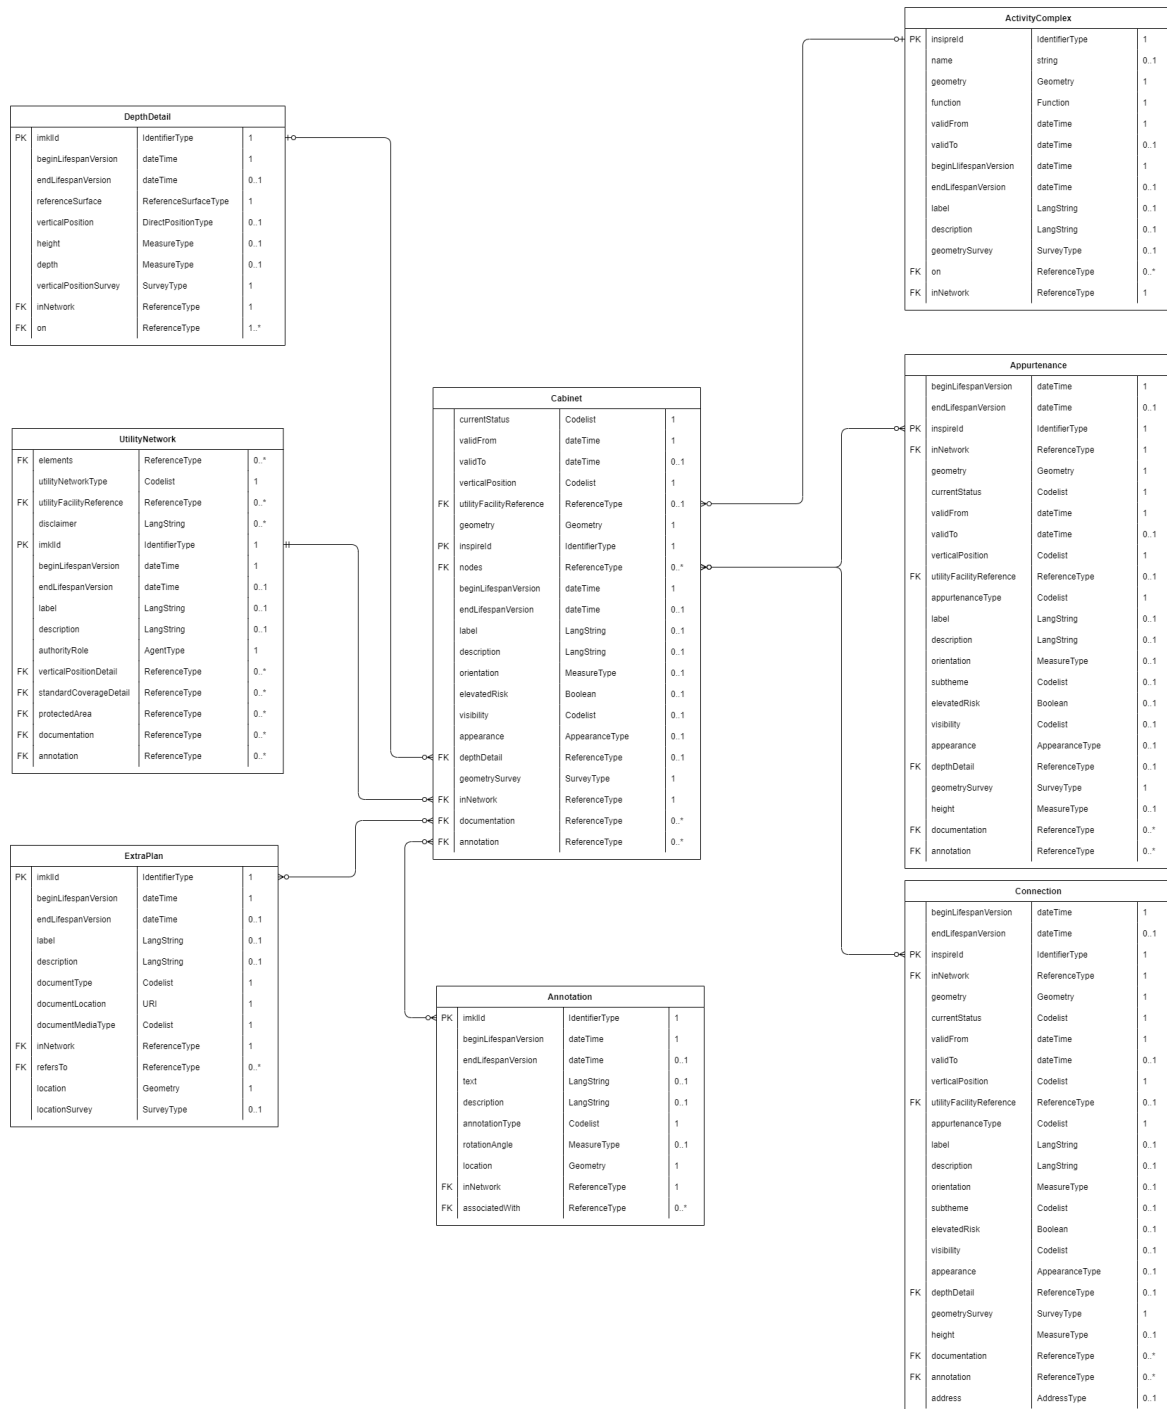 ActivityComplex
PK insipreId IdentifierType 1
name string 0..1
geometry Geometry 1
function Function 1
validFrom dateTime 1
validTo dateTime 0..1
beginLIifespanVersion dateTime 1
endLifespanVersion dateTime 0..1
label LangString 0..1
description LangString 0..1
geometrySurvey SurveyType 0..1
FK on ReferenceType 0..*
FK inNetwork ReferenceType 1
DepthDetail
PK imklId IdentifierType 1
beginLifespanVersion dateTime 1
endLifespanVersion dateTime 0..1
referenceSurface ReferenceSurfaceType 1
verticalPosition DirectPositionType 0..1
height MeasureType 0..1
depth MeasureType 0..1
verticalPositionSurvey SurveyType 1
FK inNetwork ReferenceType 1
FK on ReferenceType 1..*
UtilityNetwork
FK elements ReferenceType 0..*
utilityNetworkType Codelist 1
FK utilityFacilityReference ReferenceType 0..*
disclaimer LangString 0..*
PK imklId IdentifierType 1
beginLifespanVersion dateTime 1
endLifespanVersion dateTime 0..1
label LangString 0..1
description LangString 0..1
authorityRole AgentType 1
FK verticalPositionDetail ReferenceType 0..*
FK standardCoverageDetail ReferenceType 0..*
FK protectedArea ReferenceType 0..*
FK documentation ReferenceType 0..*
FK annotation ReferenceType 0..*
Cabinet
currentStatus Codelist 1
validFrom dateTime 1
validTo dateTime 0..1
verticalPosition Codelist 1
FK utilityFacilityReference ReferenceType 0..1
geometry Geometry 1
PK inspireId IdentifierType 1
FK nodes ReferenceType 0..*
beginLifespanVersion dateTime 1
endLifespanVersion dateTime 0..1
label LangString 0..1
description LangString 0..1
orientation MeasureType 0..1
elevatedRisk Boolean 0..1
visibility Codelist 0..1
appearance AppearanceType 0..1
FK depthDetail ReferenceType 0..1
geometrySurvey SurveyType 1
FK inNetwork ReferenceType 1
FK documentation ReferenceType 0..*
FK annotation ReferenceType 0..*
Appurtenance
beginLifespanVersion dateTime 1
endLifespanVersion dateTime 0..1
PK inspireId IdentifierType 1
FK inNetwork ReferenceType 1
geometry Geometry 1
currentStatus Codelist 1
validFrom dateTime 1
validTo dateTime 0..1
verticalPosition Codelist 1
FK utilityFacilityReference ReferenceType 0..1
appurtenanceType Codelist 1
label LangString 0..1
description LangString 0..1
orientation MeasureType 0..1
subtheme Codelist 0..1
elevatedRisk Boolean 0..1
visibility Codelist 0..1
appearance AppearanceType 0..1
FK depthDetail ReferenceType 0..1
geometrySurvey SurveyType 1
height MeasureType 0..1
FK documentation ReferenceType 0..*
FK annotation ReferenceType 0..*
ExtraPlan
PK imklId IdentifierType 1
beginLifespanVersion dateTime 1
endLifespanVersion dateTime 0..1
label LangString 0..1
description LangString 0..1
documentType Codelist 1
documentLocation URI 1
documentMediaType Codelist 1
FK inNetwork ReferenceType 1
FK refersTo ReferenceType 0..*
location Geometry 1
locationSurvey SurveyType 0..1
Annotation
PK imklId IdentifierType 1
beginLifespanVersion dateTime 1
endLifespanVersion dateTime 0..1
text LangString 0..1
description LangString 0..1
annotationType Codelist 1
rotationAngle MeasureType 0..1
location Geometry 1
FK inNetwork ReferenceType 1
FK associatedWith ReferenceType 0..*
Connection
beginLifespanVersion dateTime 1
endLifespanVersion dateTime 0..1
PK inspireId IdentifierType 1
FK inNetwork ReferenceType 1
geometry Geometry 1
currentStatus Codelist 1
validFrom dateTime 1
validTo dateTime 0..1
verticalPosition Codelist 1
FK utilityFacilityReference ReferenceType 0..1
appurtenanceType Codelist 1
label LangString 0..1
description LangString 0..1
orientation MeasureType 0..1
subtheme Codelist 0..1
elevatedRisk Boolean 0..1
visibility Codelist 0..1
appearance AppearanceType 0..1
FK depthDetail ReferenceType 0..1
geometrySurvey SurveyType 1
height MeasureType 0..1
FK documentation ReferenceType 0..*
FK annotation ReferenceType 0..*
address AddressType 0..1